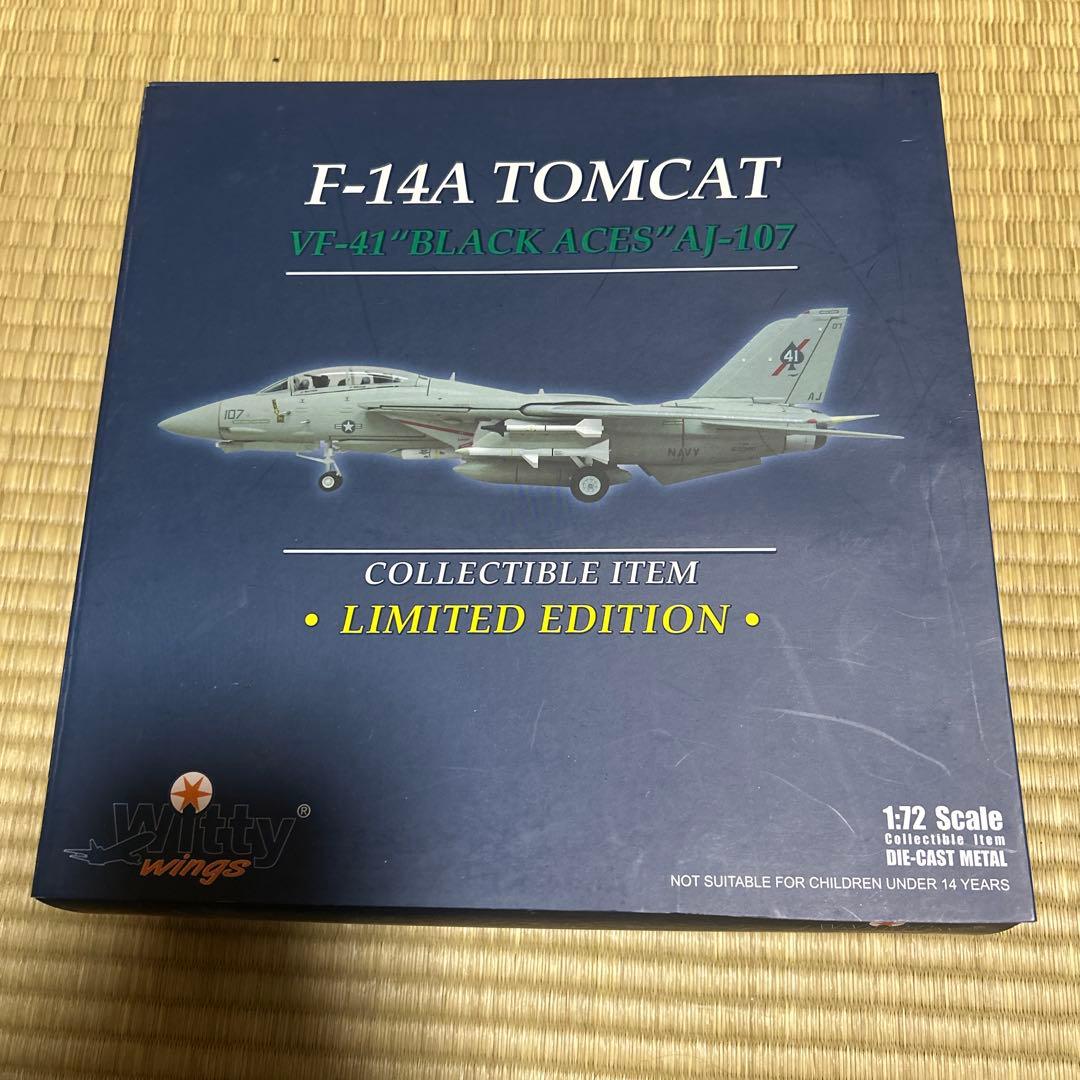 F-14A TOMCAT
VF-41"BLACK ACES"AJ-107
41
07
AJ
107
NAVY
COLLECTIBLE ITEM
• LIMITED EDITION •
Witty®
wings
1:72 Scale
Collectible Item
DIE-CAST METAL
NOT SUITABLE FOR CHILDREN UNDER 14 YEARS